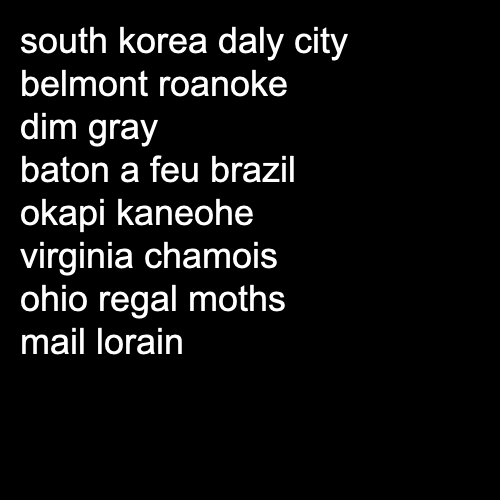 south korea daly city
belmont roanoke
dim gray
baton a feu brazil
okapi kaneohe
virginia chamois
ohio regal moths
mail lorain